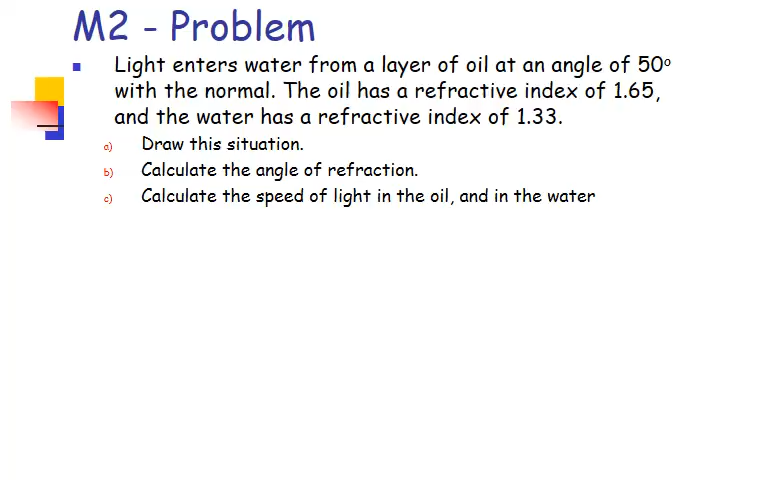 M2 - Problem
Light enters water from a layer of oil at an angle of 50º
with the normal. The oil has a refractive index of 1.65,
and the water has a refractive index of 1.33.
a) Draw this situation.
b) Calculate the angle of refraction.
c) Calculate the speed of light in the oil, and in the water